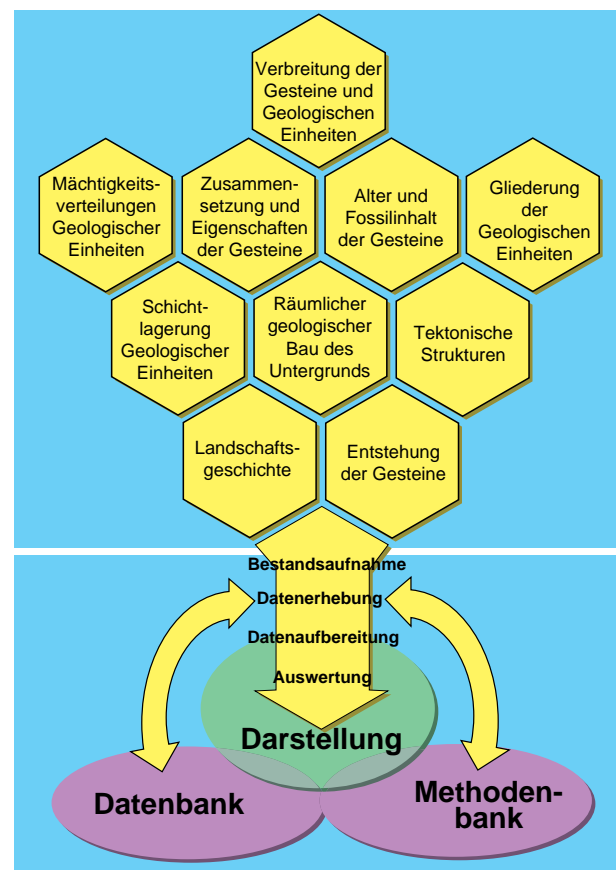 Verbreitung der
Gesteine und
Geologischen
Einheiten
Mächtigkeits-
verteilungen
Geologischer
Einheiten
Zusammen-
setzung und
Eigenschaften
der Gesteine
Alter und
Fossilinhalt
der Gesteine
Gliederung
der
Geologischen
Einheiten
Schicht-
lagerung
Geologischer
Einheiten
Räumlicher
geologischer
Bau des
Untergrunds
Tektonische
Strukturen
Landschafts-
geschichte
Entstehung
der Gesteine
Bestandsaufnahme
Datenerhebung
Datenaufbereitung
Auswertung
Darstellung
Datenbank
Methoden-
bank